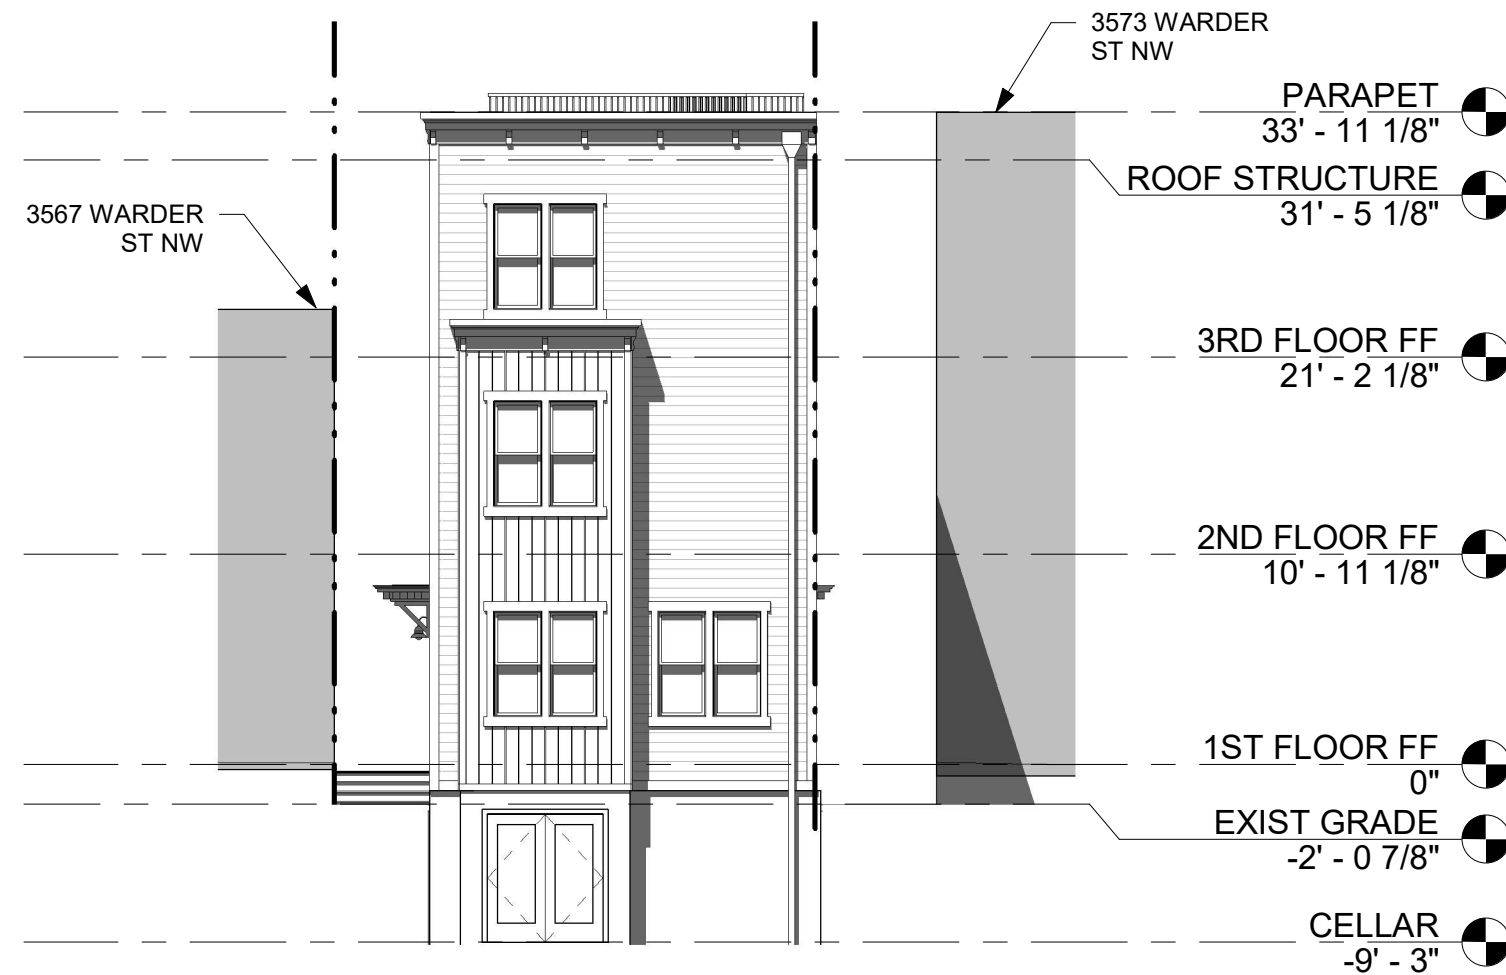 3573 WARDER
ST NW
PARAPET
33' - 11 1/8"
ROOF STRUCTURE
31' - 5 1/8"
3567 WARDER
ST NW
3RD FLOOR FF
21' - 2 1/8"
2ND FLOOR FF
10' - 11 1/8"
1ST FLOOR FF
0"
EXIST GRADE
-2' - 0 7/8"
CELLAR
-9' - 3"